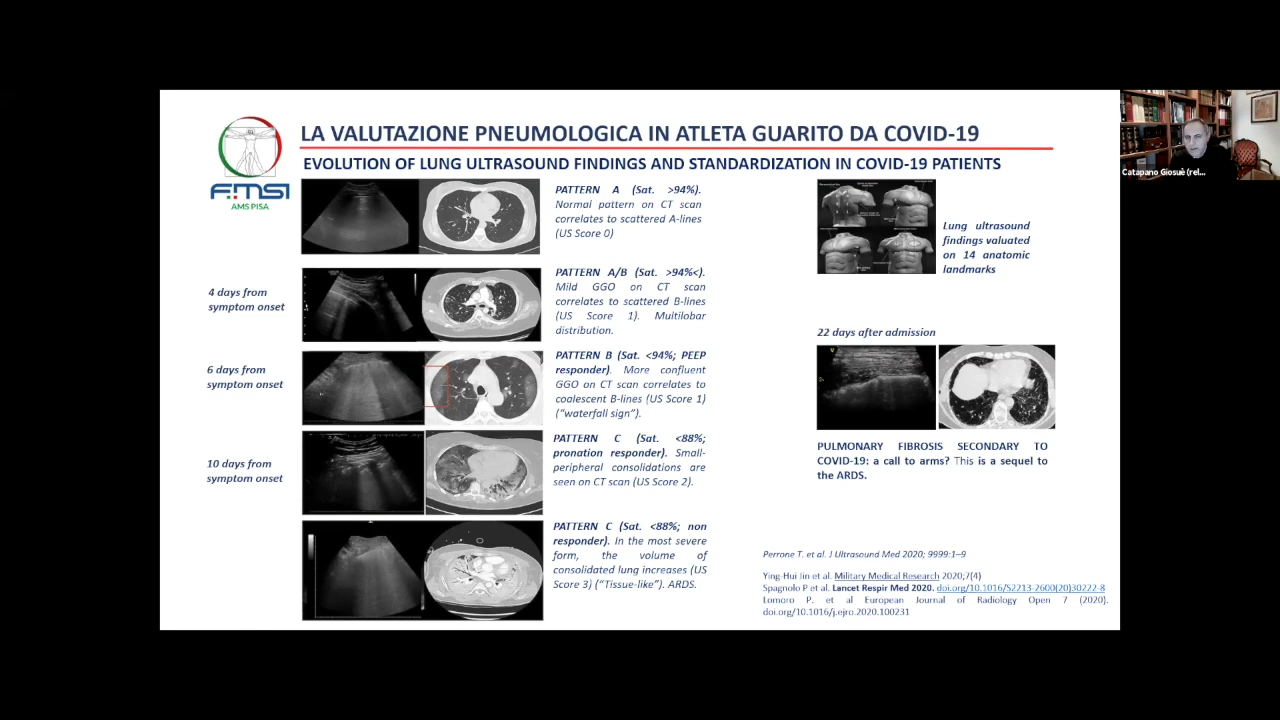 LA VALUTAZIONE PNEUMOLOGICA IN ATLETA GUARITO DA COVID-19
EVOLUTION OF LUNG ULTRASOUND FINDINGS AND STANDARDIZATION IN COVID-19 PATIENTS
FMSI
AMS PISA
Catapano Giosuè (rel...
PATTERN A (Sat. >94%).
Normal pattern on CT scan
correlates to scattered A-lines
(US Score 0)
4 days from
symptom onset
PATTERN A/B (Sat. >94%<).
Mild GGO on CT scan
correlates to scattered B-lines
(US Score 1). Multilobar
distribution.
6 days from
symptom onset
PATTERN B (Sat. <94%; PEEP
responder). More confluent
GGO on CT scan correlates to
coalescent B-lines (US Score 1)
("waterfall sign").
10 days from
symptom onset
PATTERN C (Sat. <88%;
pronation responder). Small-
peripheral consolidations are
seen on CT scan (US Score 2).
PATTERN C (Sat. <88%; non
responder). In the most severe
form, the volume of
consolidated lung increases (US
Score 3) ("Tissue-like"). ARDS.
Lung ultrasound
findings valuated
on 14 anatomic
landmarks
22 days after admission
PULMONARY FIBROSIS SECONDARY TO
COVID-19: a call to arms? This is a sequel to
the ARDS.
Perrone T. et al. J Ultrasound Med 2020; 9999:1–9
Ying-Hui Jin et al. Military Medical Research 2020;7(4)
Spagnolo P et al. Lancet Respir Med 2020. doi.org/10.1016/S2213-2600(20)30222-8
Lomoro P. et al European Journal of Radiology Open 7 (2020).
doi.org/10.1016/j.ejro.2020.100231